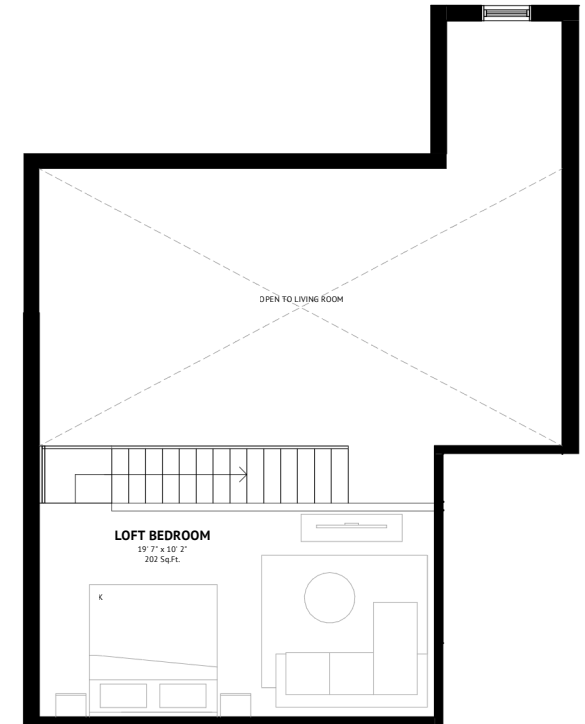 OPEN TO LIVING ROOM
LOFT BEDROOM
19' 7" x 10' 2"
202 Sq.Ft.
K